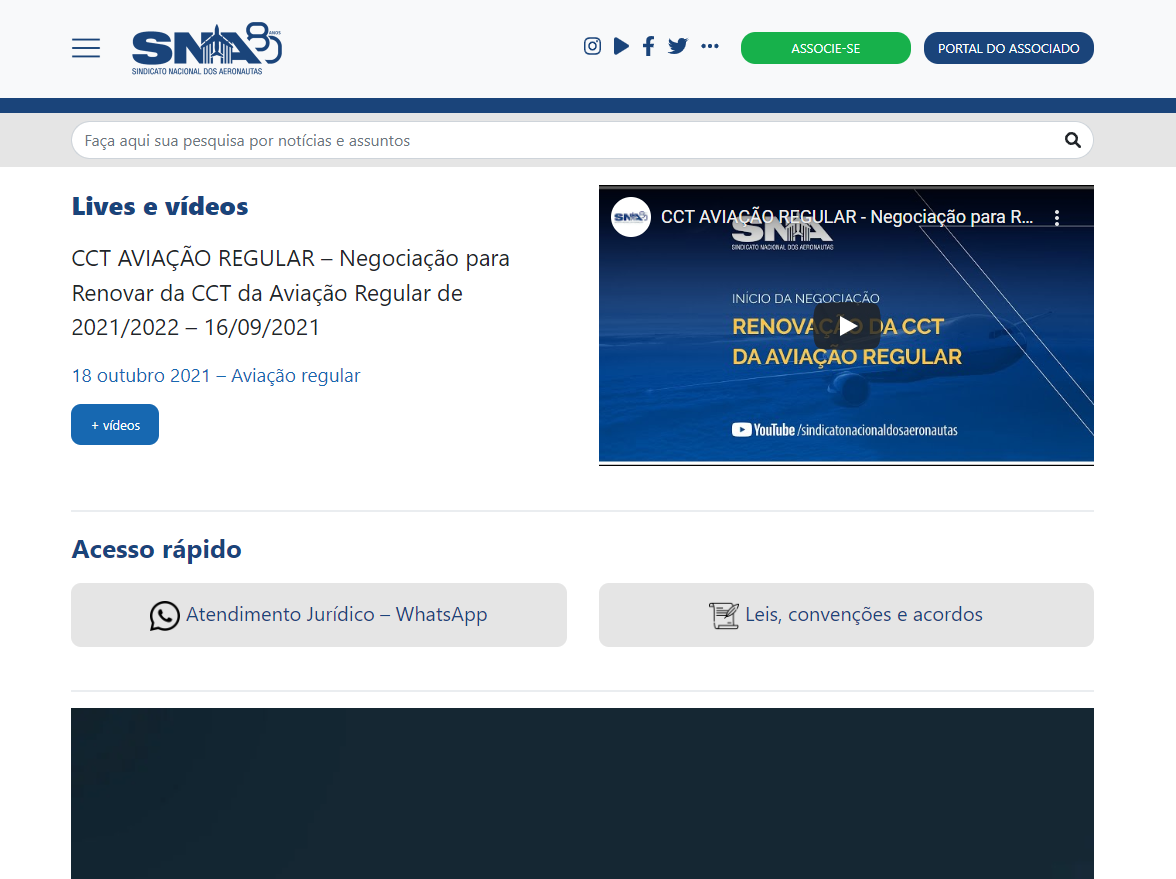 SNA 80 ANOS
SINDICATO NACIONAL DOS AERONAUTAS
ASSOCIE-SE
PORTAL DO ASSOCIADO
Faça aqui sua pesquisa por notícias e assuntos
Lives e vídeos
CCT AVIAÇÃO REGULAR – Negociação para
Renovar da CCT da Aviação Regular de
2021/2022 – 16/09/2021
18 outubro 2021 – Aviação regular
+ vídeos
SNA
CCT AVIAÇÃO REGULAR - Negociação para R...
SNA
SINDICATO NACIONAL DOS AERONAUTAS
INÍCIO DA NEGOCIAÇÃO
RENOVAÇÃO DA CCT
DA AVIAÇÃO REGULAR
YouTube /sindicatonacionaldosaeronautas
Acesso rápido
Atendimento Jurídico – WhatsApp
Leis, convenções e acordos